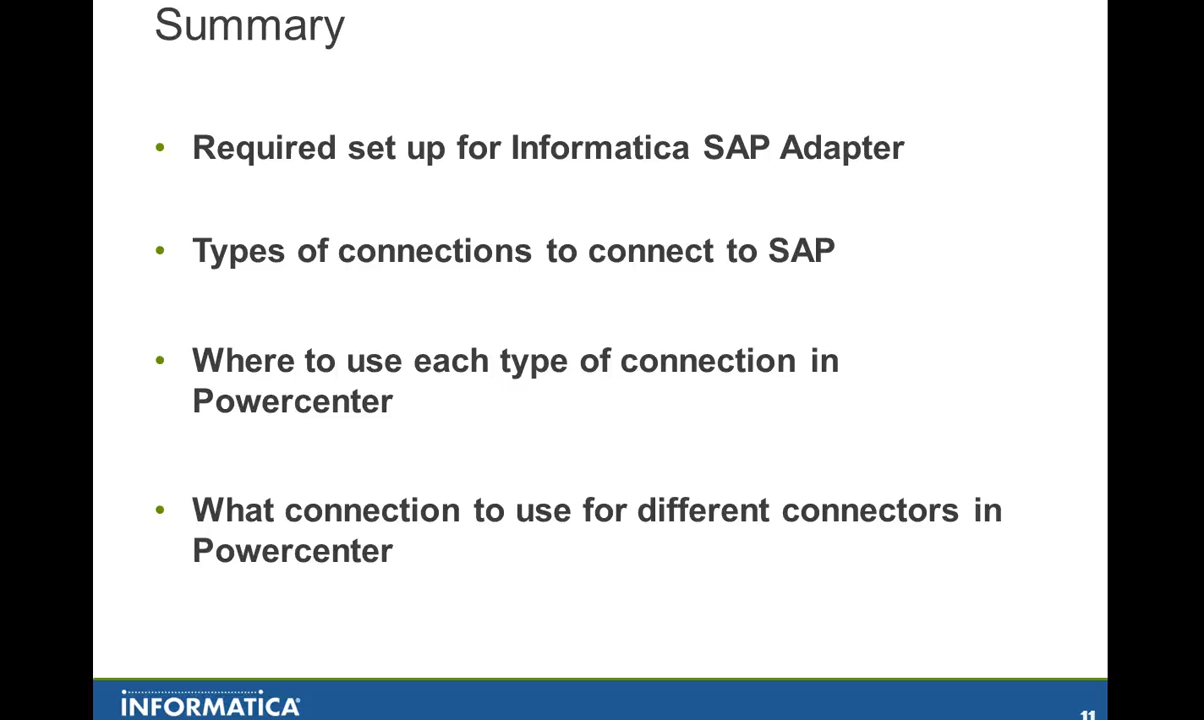 Summary
• Required set up for Informatica SAP Adapter
• Types of connections to connect to SAP
• Where to use each type of connection in
Powercenter
• What connection to use for different connectors in
Powercenter
INFORMATICA
11